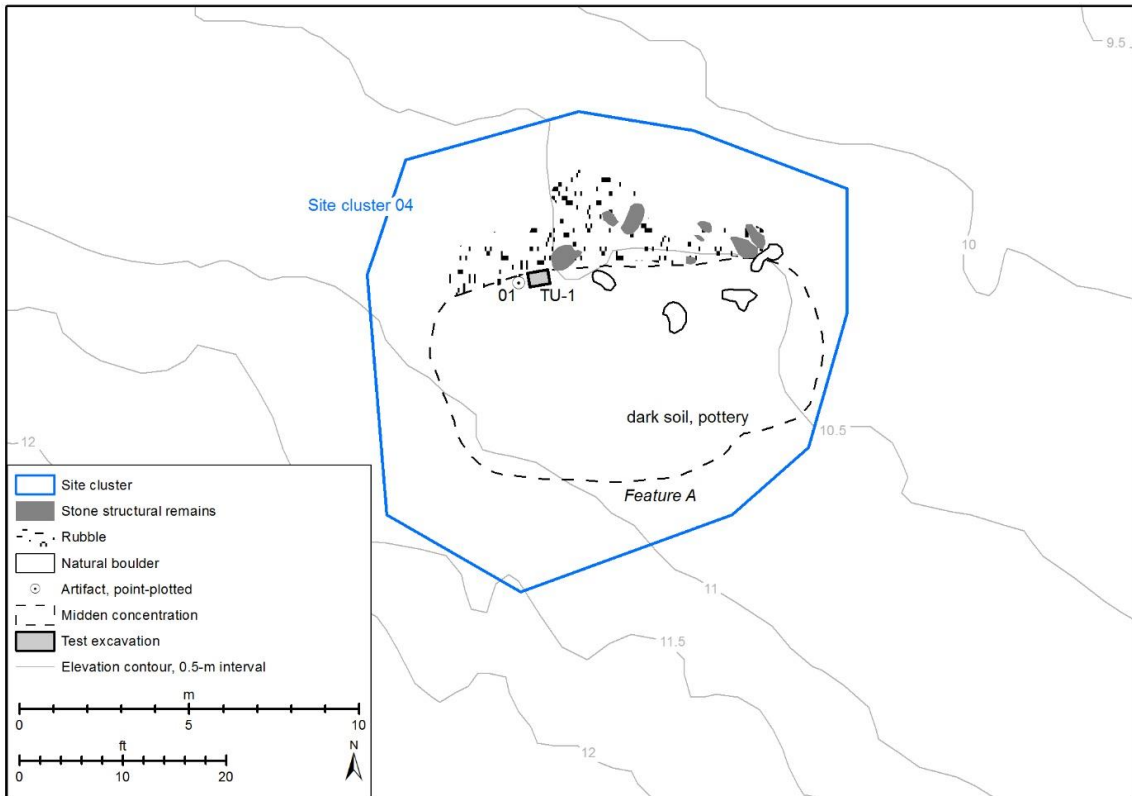 9.5
Site cluster 04
10
01
TU-1
dark soil, pottery
10.5
12
Feature A
11
11.5
12
Site cluster
Stone structural remains
Rubble
Natural boulder
Artifact, point-plotted
Midden concentration
Test excavation
Elevation contour, 0.5-m interval
m
0 5 10
ft
0 10 20
N